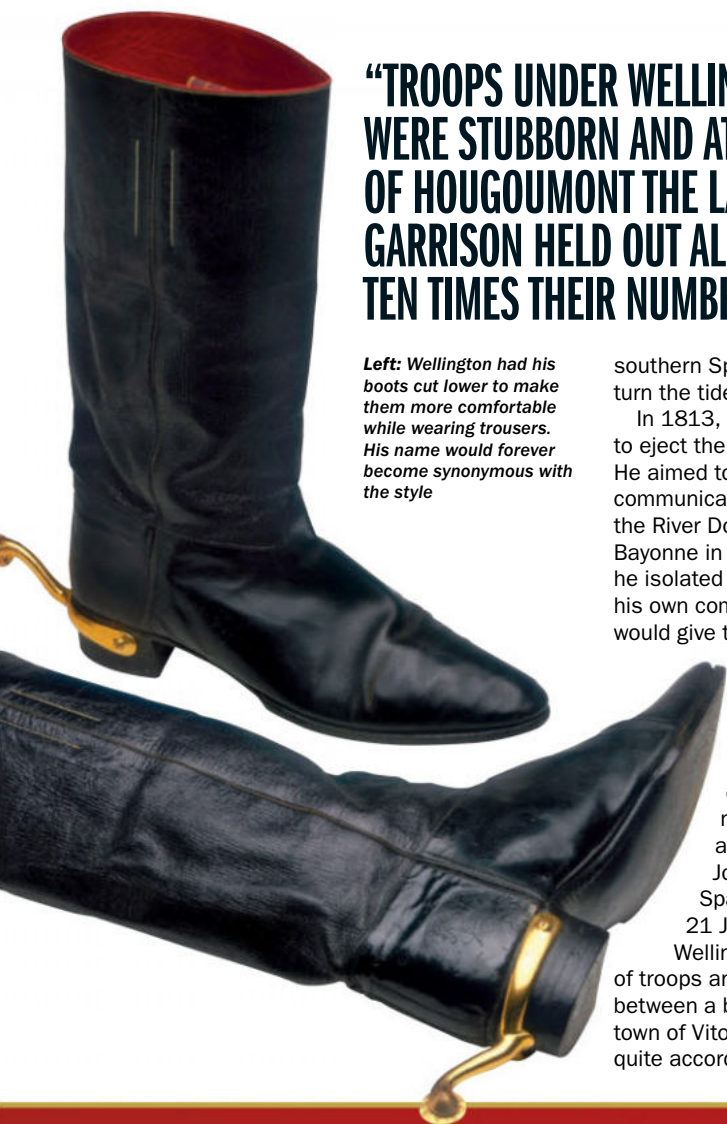 “TROOPS UNDER WELLIN
WERE STUBBORN AND AT
OF HOUGOUMONT THE LA
GARRISON HELD OUT AL
TEN TIMES THEIR NUMB
Left: Wellington had his
boots cut lower to make
them more comfortable
while wearing trousers.
His name would forever
become synonymous with
the style
southern Sp
turn the tide
In 1813,
to eject the
He aimed to
communica
the River Do
Bayonne in
he isolated
his own com
would give t
a
Jo
Spa
21 J
Wellin
of troops an
between a b
town of Vito
quite accord